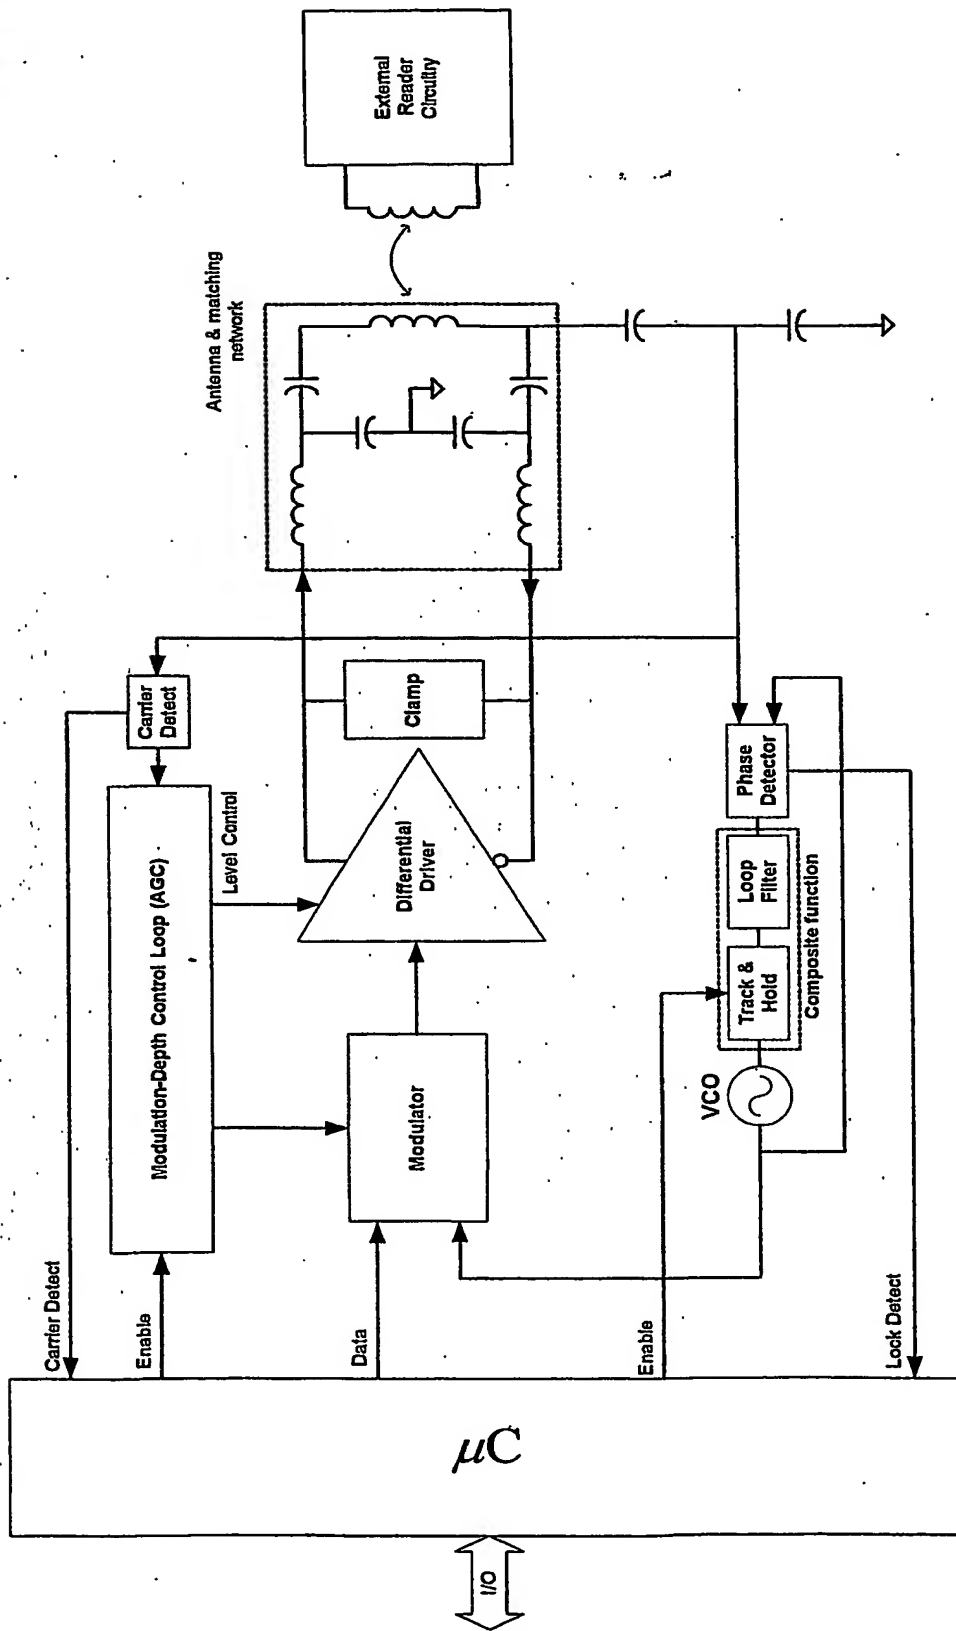 External
Reader
Circuitry
Antenna & matching
network
Carrier
Detect
Clamp
Phase
Detector
Modulation-Depth Control Loop (AGC)
Level Control
Differential
Driver
Loop
Filter
Track &
Hold
Composite function
VCO
Modulator
Carrier Detect
Enable
Data
Enable
Lock Detect
μC
I/O